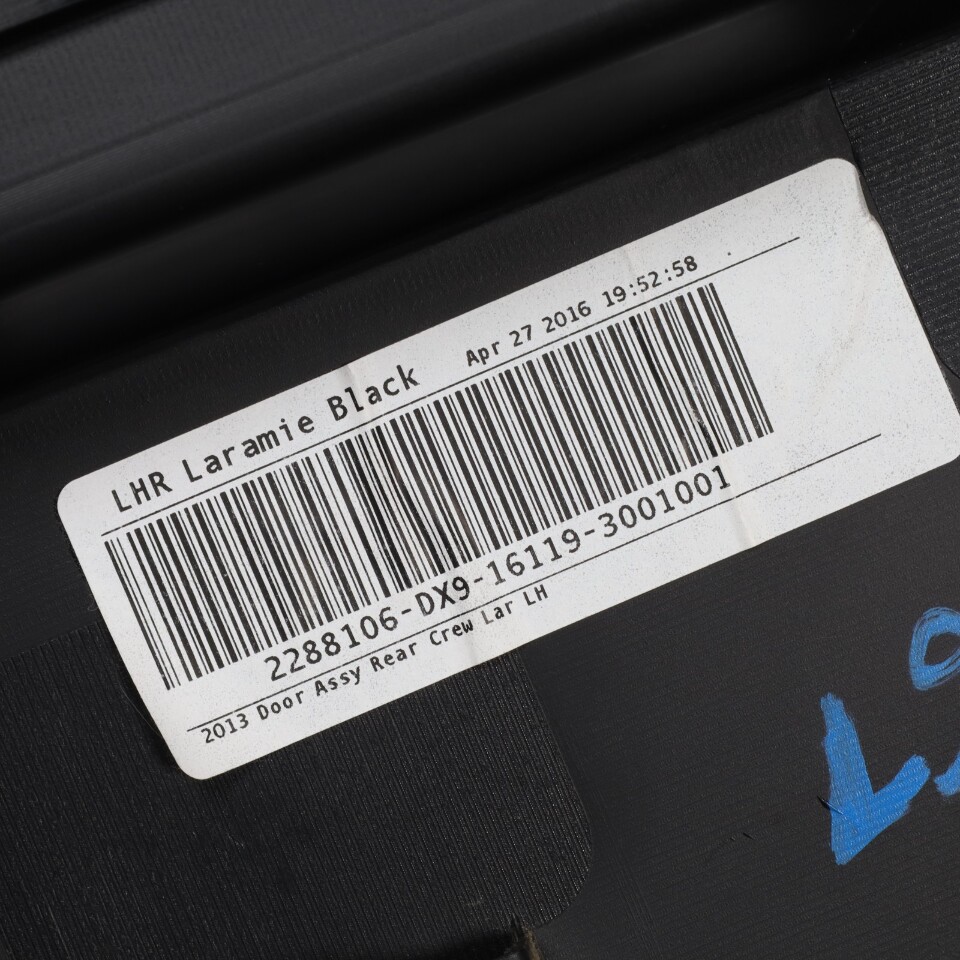 LHR Laramie Black Apr 27 2016 19:52:58
2288106-DX9-16119-3001001
2013 Door Assy Rear Crew Lar LH